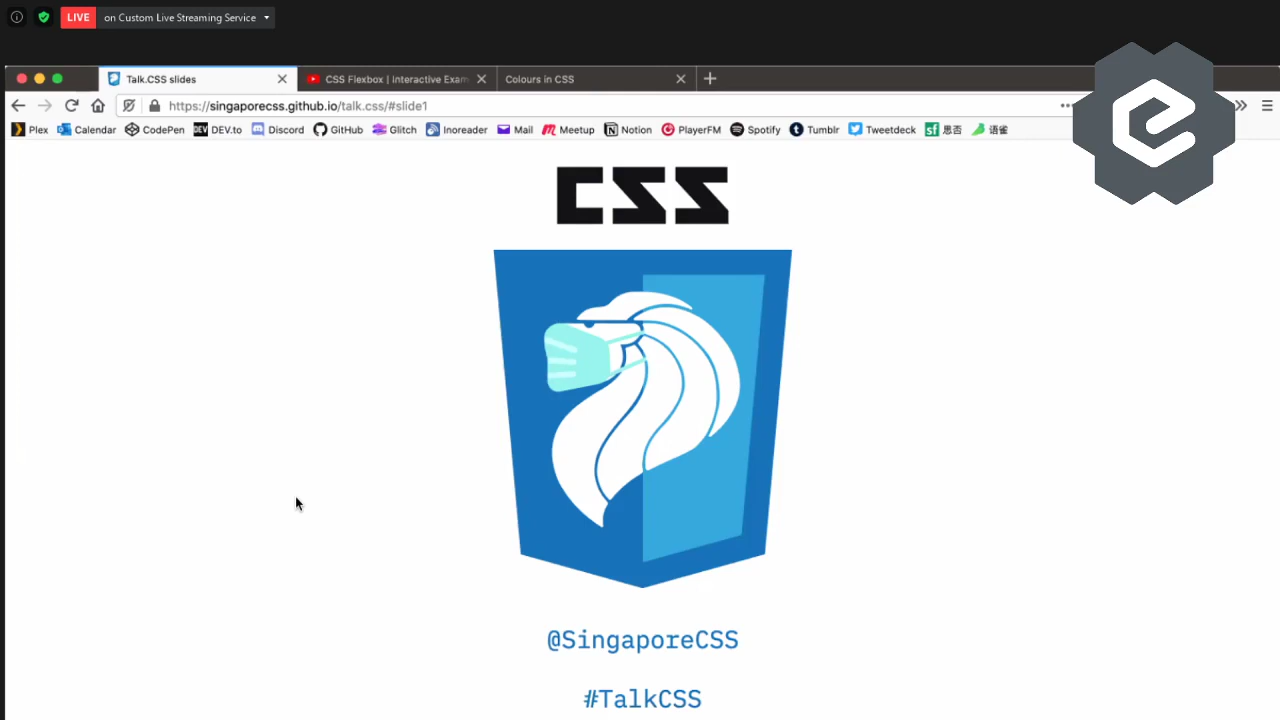 LIVE on Custom Live Streaming Service
Talk.CSS slides
CSS Flexbox | Interactive Exam
Colours in CSS
https://singaporecss.github.io/talk.css/#slide1
Plex Calendar CodePen DEV DEV.to Discord GitHub Glitch Inoreader Mail Meetup Notion PlayerFM Spotify Tumblr Tweetdeck sf 思否 语雀
CSS
@SingaporeCSS
#TalkCSS